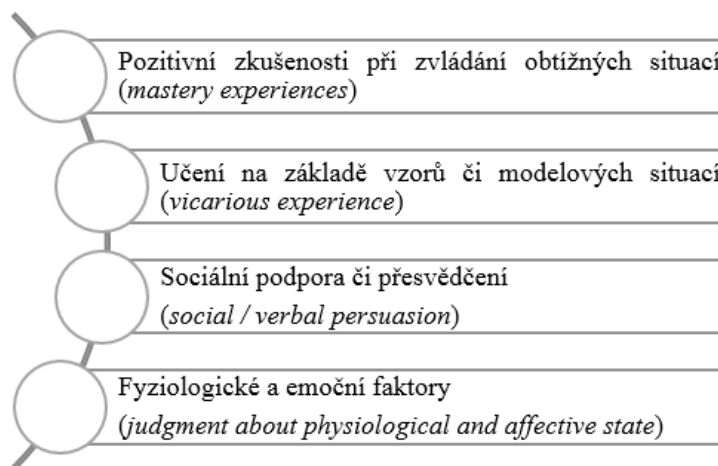 Pozitivní zkušenosti při zvládání obtížných situací
(mastery experiences)
Učení na základě vzorů či modelových situací
(vicarious experience)
Sociální podpora či přesvědčení
(social / verbal persuasion)
Fyziologické a emoční faktory
(judgment about physiological and affective state)